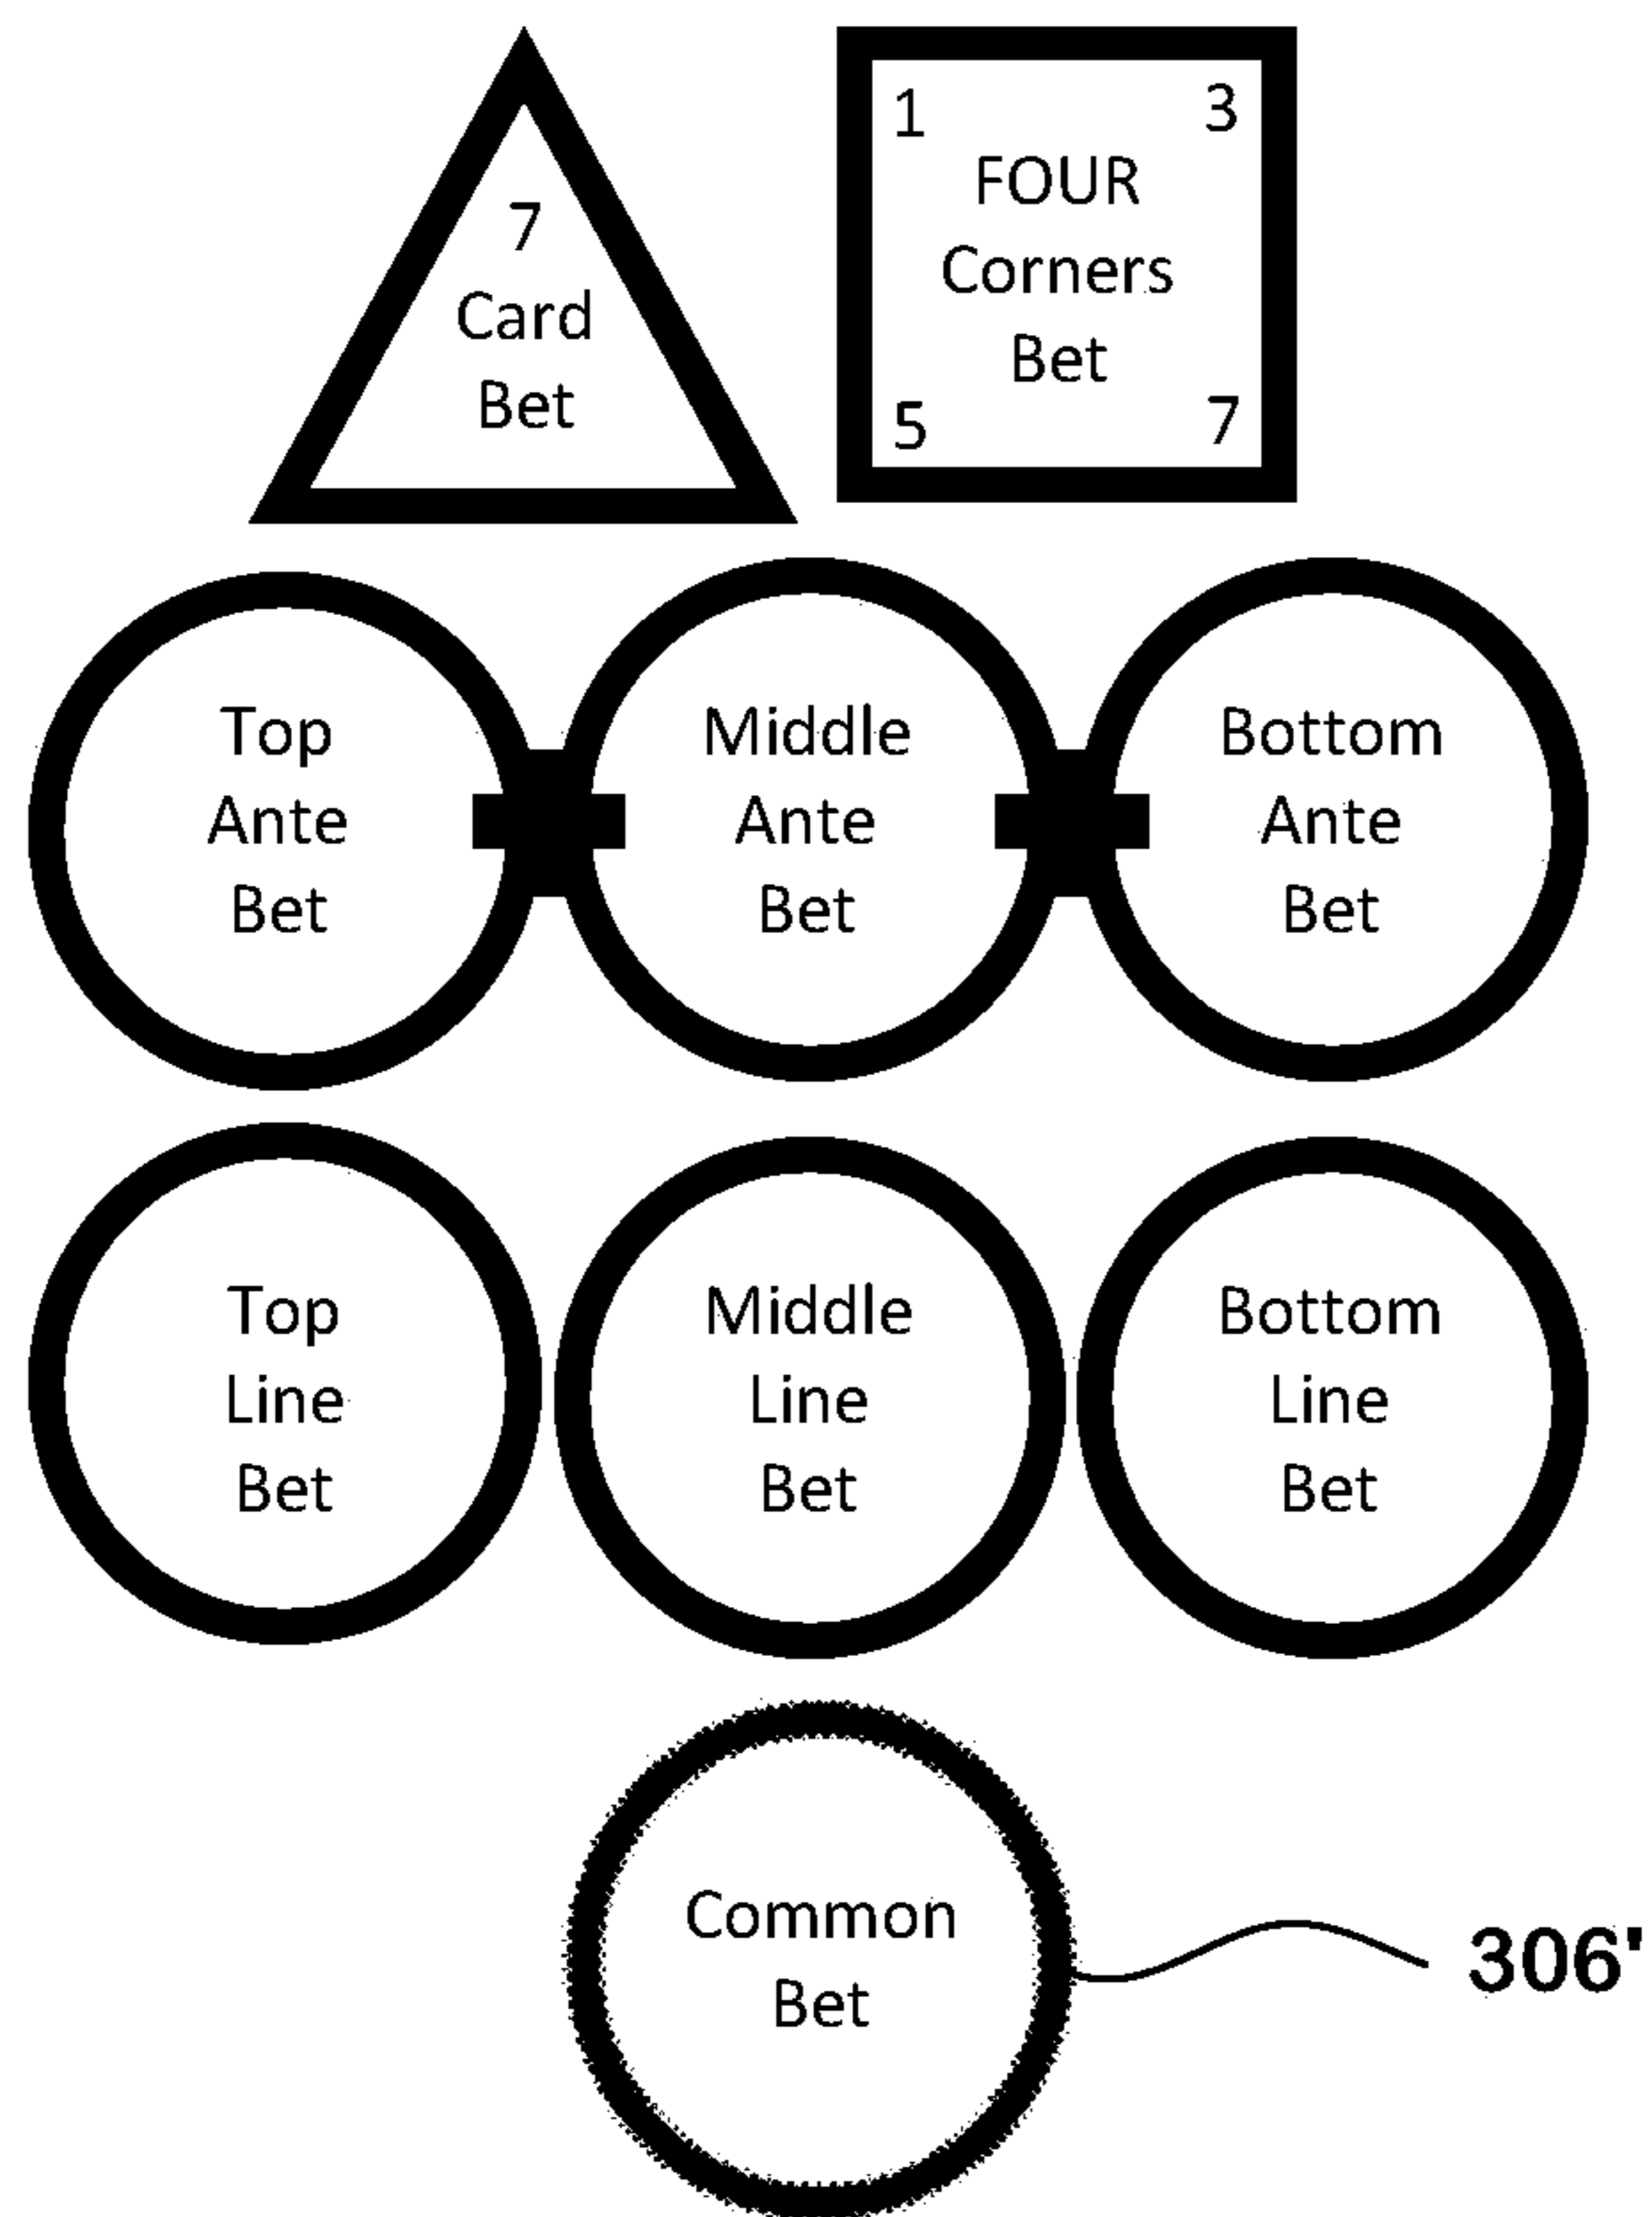 7
Card
Bet
1 3
FOUR
Corners
Bet
5 7
Top
Ante
Bet
Middle
Ante
Bet
Bottom
Ante
Bet
Top
Line
Bet
Middle
Line
Bet
Bottom
Line
Bet
Common
Bet
306'